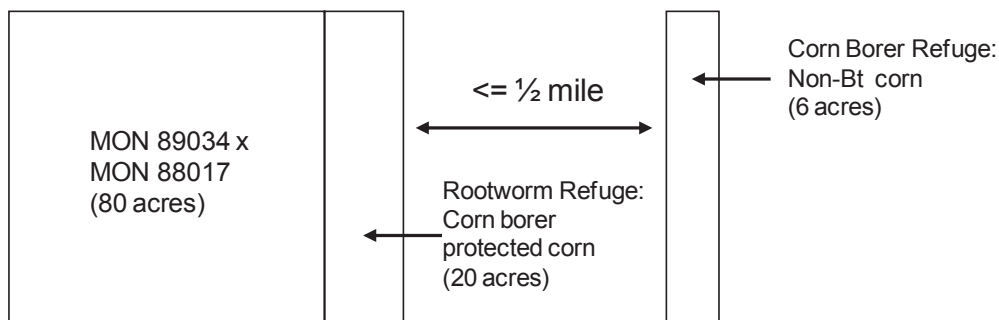 MON 89034 x
MON 88017
(80 acres)
<= ½ mile
Rootworm Refuge:
Corn borer
protected corn
(20 acres)
Corn Borer Refuge:
Non-Bt corn
(6 acres)